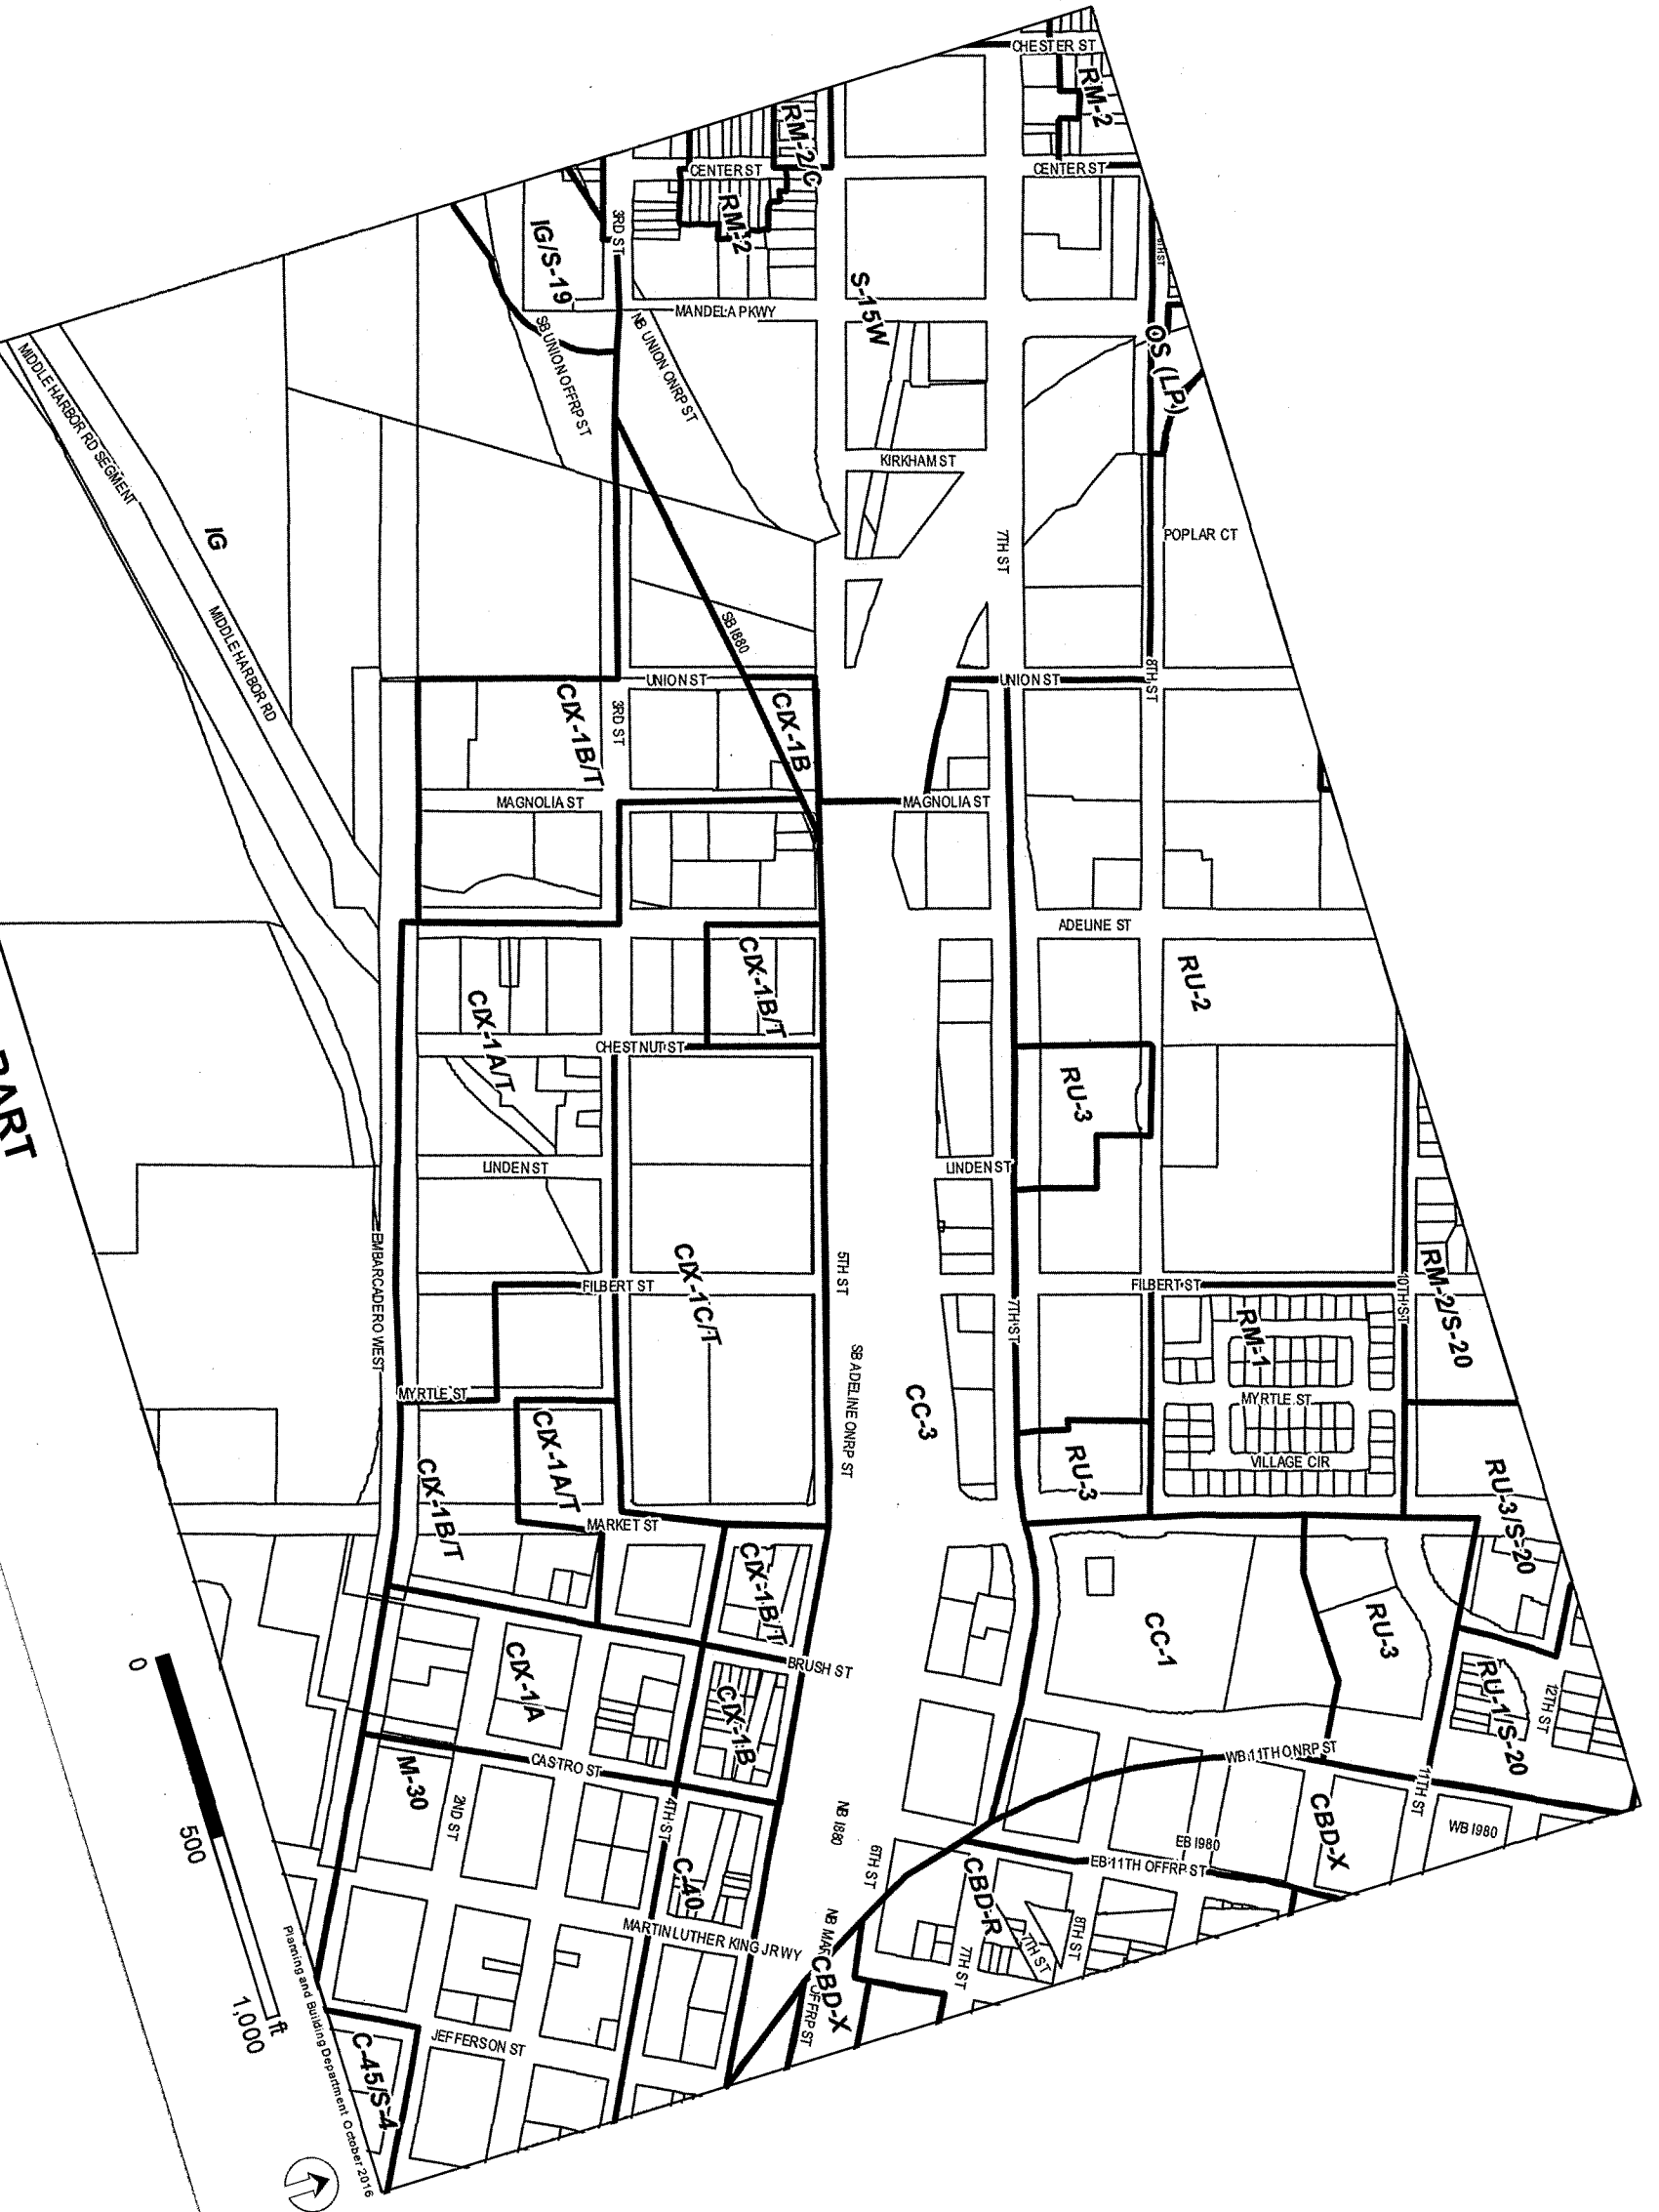 CHESTER ST
RM-2
RM-2/C
CENTER ST
CENTER ST
RM-2
3RD ST
IG/S-19
8TH ST
MANDELA PKWY
S-15W
OS (LP)
SB UNION OFFRP ST
NB UNION ONRP ST
MIDDLE HARBOR RD SEGMENT
KIRKHAM ST
IG
7TH ST
POPLAR CT
MIDDLE HARBOR RD
SB I880
UNION ST
UNION ST
8TH ST
CIX-1B/T
3RD ST
CIX-1B
MAGNOLIA ST
MAGNOLIA ST
ADELINE ST
CIX-1B/T
RU-2
CIX-1A/T
CHESTNUT ST
RU-3
LINDEN ST
LINDEN ST
EMBARCADERO WEST
FILBERT ST
CIX-1C/T
5TH ST
FILBERT ST
7TH ST
10TH ST
RM-2/S-20
RM-1
SB ADELINE ONRP ST
MYRTLE ST
MYRTLE ST
CC-3
CIX-1A/T
CIX-1B/T
RU-3
VILLAGE CIR
RU-3/S-20
MARKET ST
CIX-1B/T
CC-1
RU-3
BRUSH ST
CIX-1A
CIX-1B
RU-1/S-20
12TH ST
CASTRO ST
WB 11TH ONRP ST
11TH ST
M-30
2ND ST
4TH ST
NB I880
6TH ST
EB I980
CBD-X
WB I980
C-40
EB 11TH OFFRP ST
CBD-R
MARTIN LUTHER KING JR WY
NB MAR
OFFRP ST
CBD-X
7TH ST
7TH ST
8TH ST
JEFFERSON ST
C-45/S-4
0
500
1,000
ft
Planning and Building Department October 2016